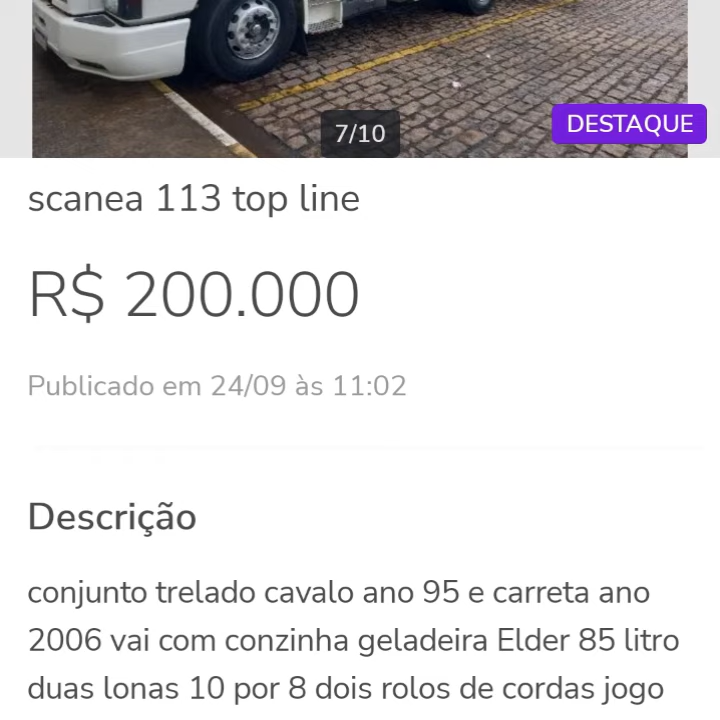 7/10
DESTAQUE
scanea 113 top line
R$ 200.000
Publicado em 24/09 às 11:02
Descrição
conjunto trelado cavalo ano 95 e carreta ano
2006 vai com conzinha geladeira Elder 85 litro
duas lonas 10 por 8 dois rolos de cordas jogo